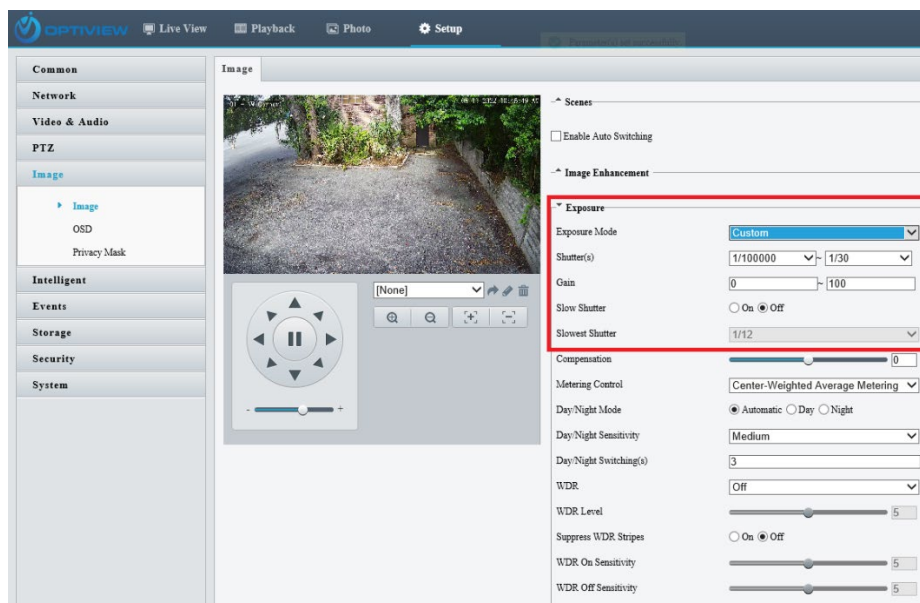 OPTIVIEW
Live View
Playback
Photo
Setup
Common
Network
Video & Audio
PTZ
Image
Image
OSD
Privacy Mask
Intelligent
Events
Storage
Security
System
Image
[None]
- +
Scenes
Enable Auto Switching
Image Enhancement
Exposure
Exposure Mode Custom
Shutter(s) 1/100000 ~ 1/30
Gain 0 ~ 100
Slow Shutter On Off
Slowest Shutter 1/12
Compensation 0
Metering Control Center-Weighted Average Metering
Day/Night Mode Automatic Day Night
Day/Night Sensitivity Medium
Day/Night Switching(s) 3
WDR Off
WDR Level 5
Suppress WDR Stripes On Off
WDR On Sensitivity 5
WDR Off Sensitivity 5